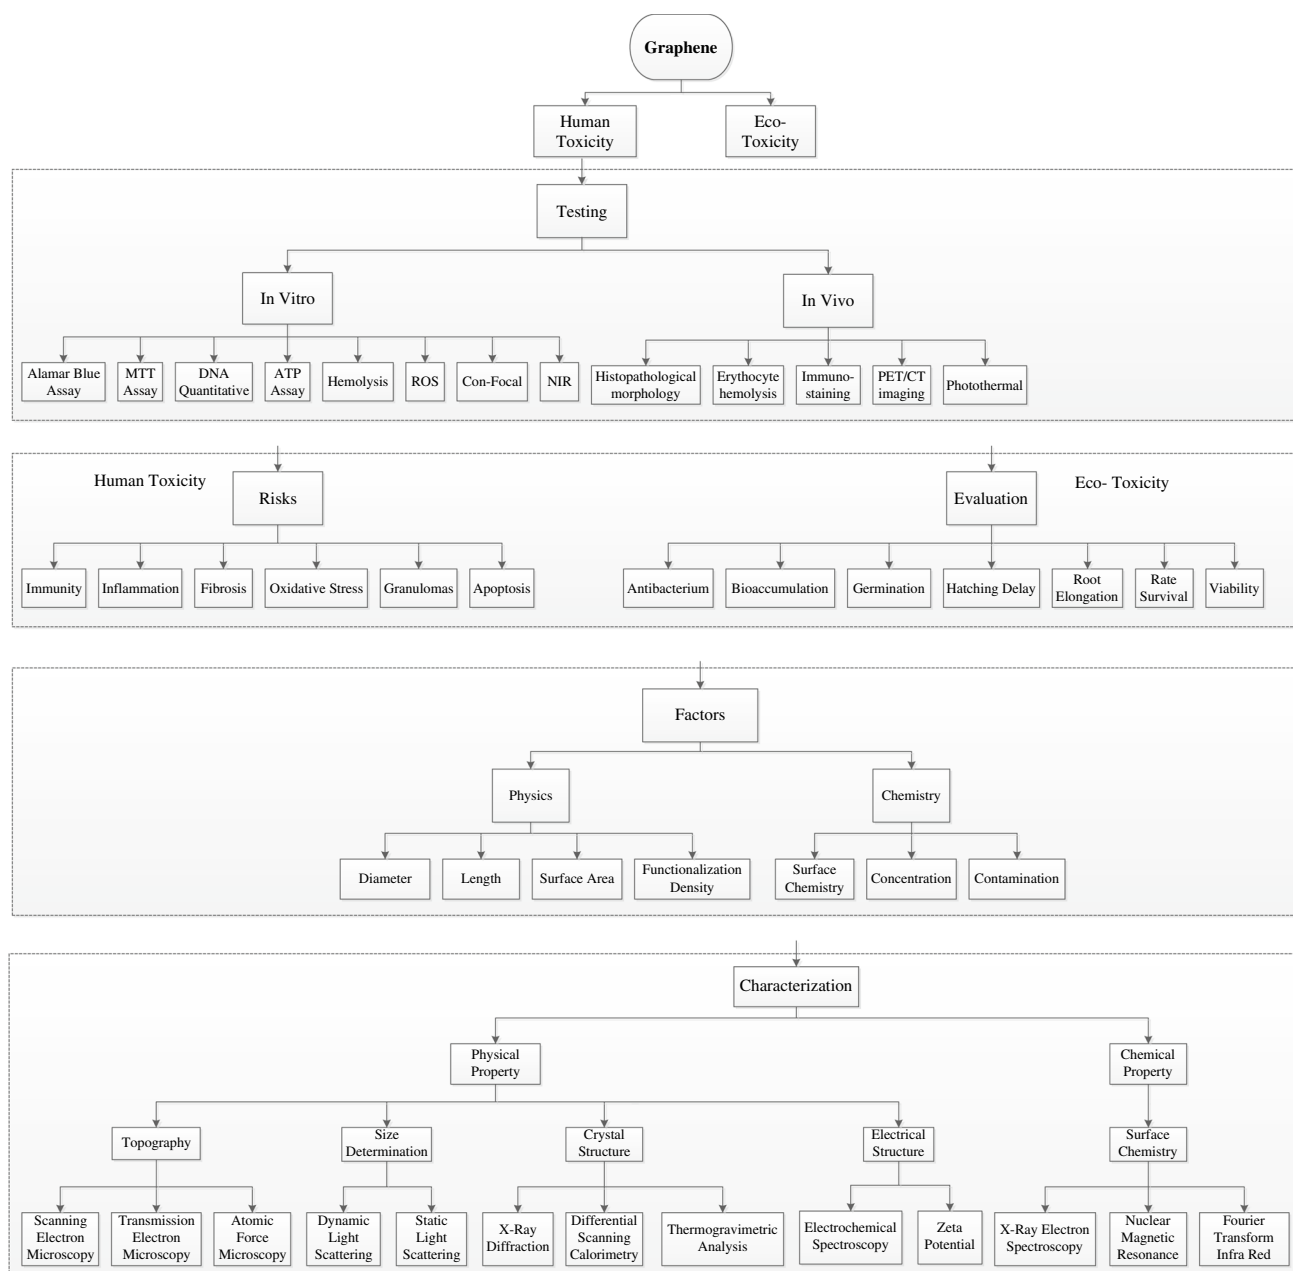 Graphene
Human
Toxicity
Eco-
Toxicity
Testing
In Vitro
In Vivo
Alamar Blue
Assay
MTT
Assay
DNA
Quantitative
ATP
Assay
Hemolysis
ROS
Con-Focal
NIR
Histopathological
morphology
Erythocyte
hemolysis
Immuno-
staining
PET/CT
imaging
Photothermal
Human Toxicity
Risks
Evaluation
Eco- Toxicity
Immunity
Inflammation
Fibrosis
Oxidative Stress
Granulomas
Apoptosis
Antibacterium
Bioaccumulation
Germination
Hatching Delay
Root
Elongation
Rate
Survival
Viability
Factors
Physics
Chemistry
Diameter
Length
Surface Area
Functionalization
Density
Surface
Chemistry
Concentration
Contamination
Characterization
Physical
Property
Chemical
Property
Topography
Size
Determination
Crystal
Structure
Electrical
Structure
Surface
Chemistry
Scanning
Electron
Microscopy
Transmission
Electron
Microscopy
Atomic
Force
Microscopy
Dynamic
Light
Scattering
Static
Light
Scattering
X-Ray
Diffraction
Differential
Scanning
Calorimetry
Thermogravimetric
Analysis
Electrochemical
Spectroscopy
Zeta
Potential
X-Ray Electron
Spectroscopy
Nuclear
Magnetic
Resonance
Fourier
Transform
Infra Red